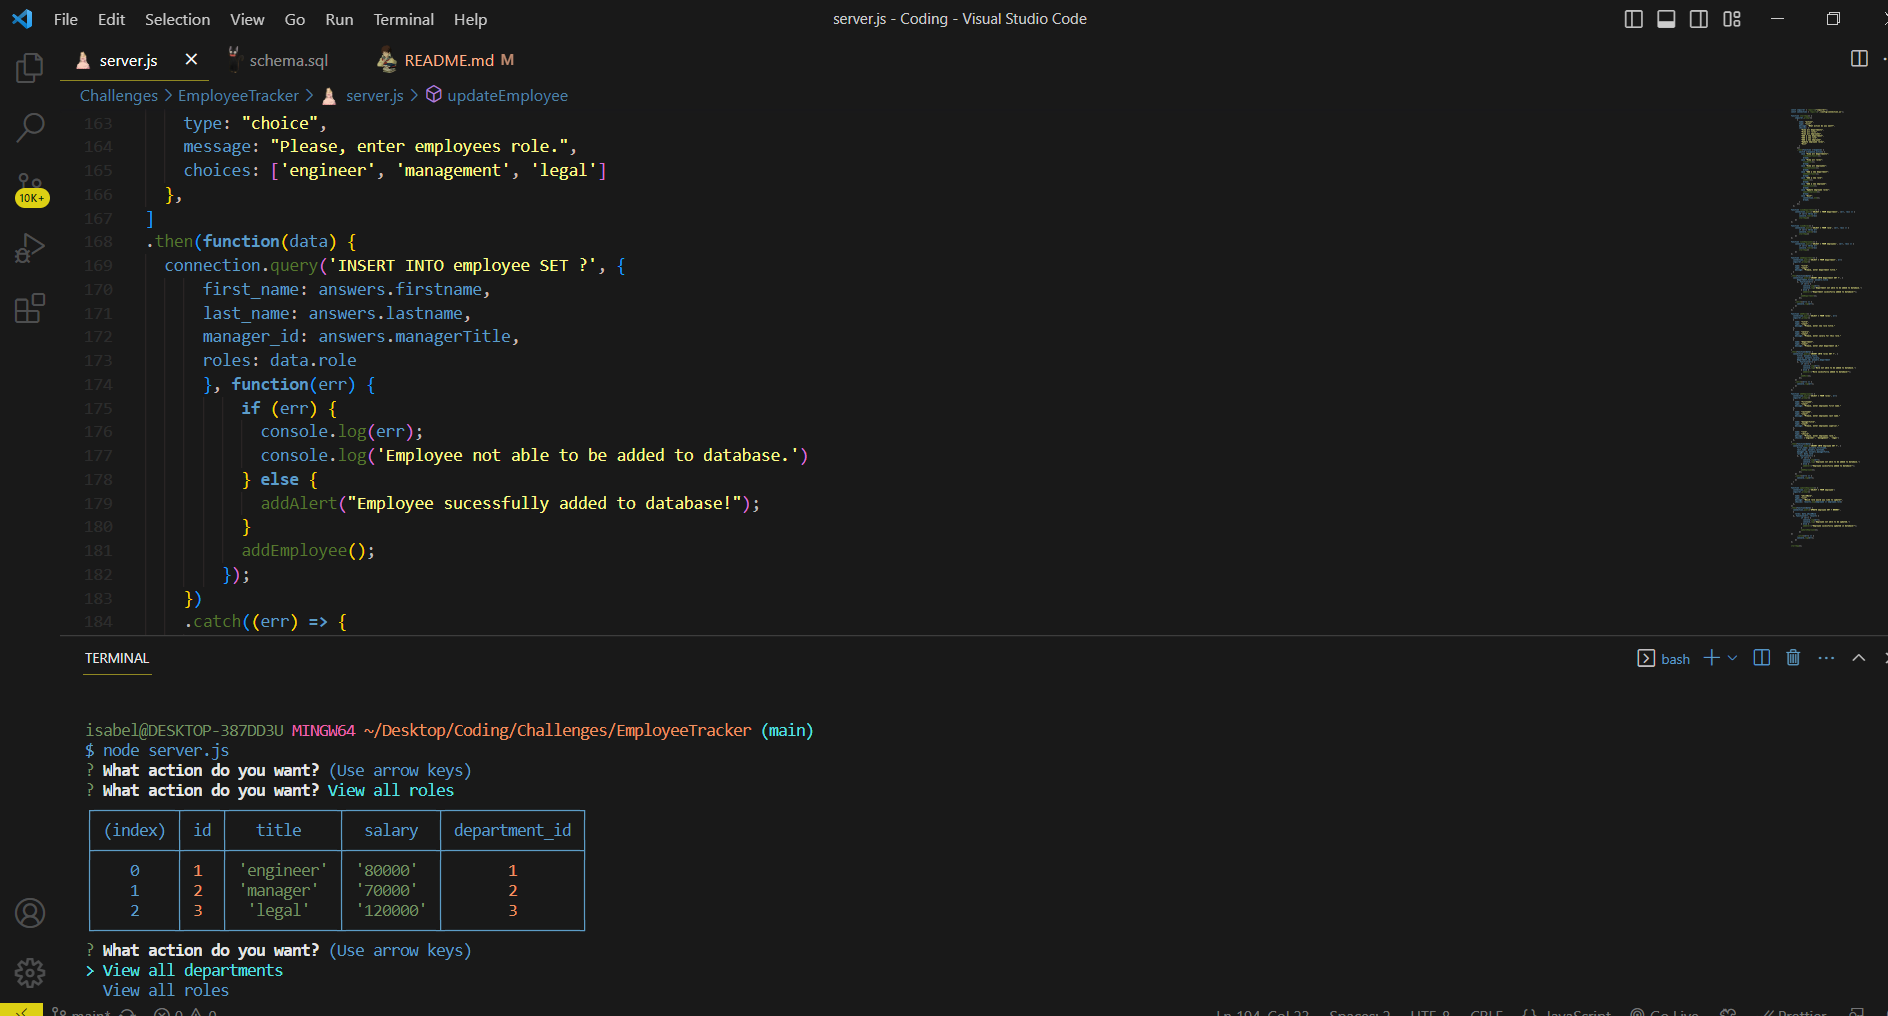 File Edit Selection View Go Run Terminal Help
server.js - Coding - Visual Studio Code
server.js schema.sql README.md M
Challenges > EmployeeTracker > server.js > updateEmployee
10K+
163 type: "choice",
164 message: "Please, enter employees role.",
165 choices: ['engineer', 'management', 'legal']
166 },
167 ]
168 .then(function(data) {
169 connection.query('INSERT INTO employee SET ?', {
170 first_name: answers.firstname,
171 last_name: answers.lastname,
172 manager_id: answers.managerTitle,
173 roles: data.role
174 }, function(err) {
175 if (err) {
176 console.log(err);
177 console.log('Employee not able to be added to database.')
178 } else {
179 addAlert("Employee sucessfully added to database!");
180 }
181 addEmployee();
182 });
183 })
184 .catch((err) => {
TERMINAL
bash
isabel@DESKTOP-387DD3U MINGW64 ~/Desktop/Coding/Challenges/EmployeeTracker (main)
$ node server.js
? What action do you want? (Use arrow keys)
? What action do you want? View all roles
(index) id title salary department_id
0 1 'engineer' '80000' 1
1 2 'manager' '70000' 2
2 3 'legal' '120000' 3
? What action do you want? (Use arrow keys)
> View all departments
View all roles
main* 0 0 Ln 104, Col 23 Spaces: 2 UTF-8 CRLF {} JavaScript Go Live Prettier